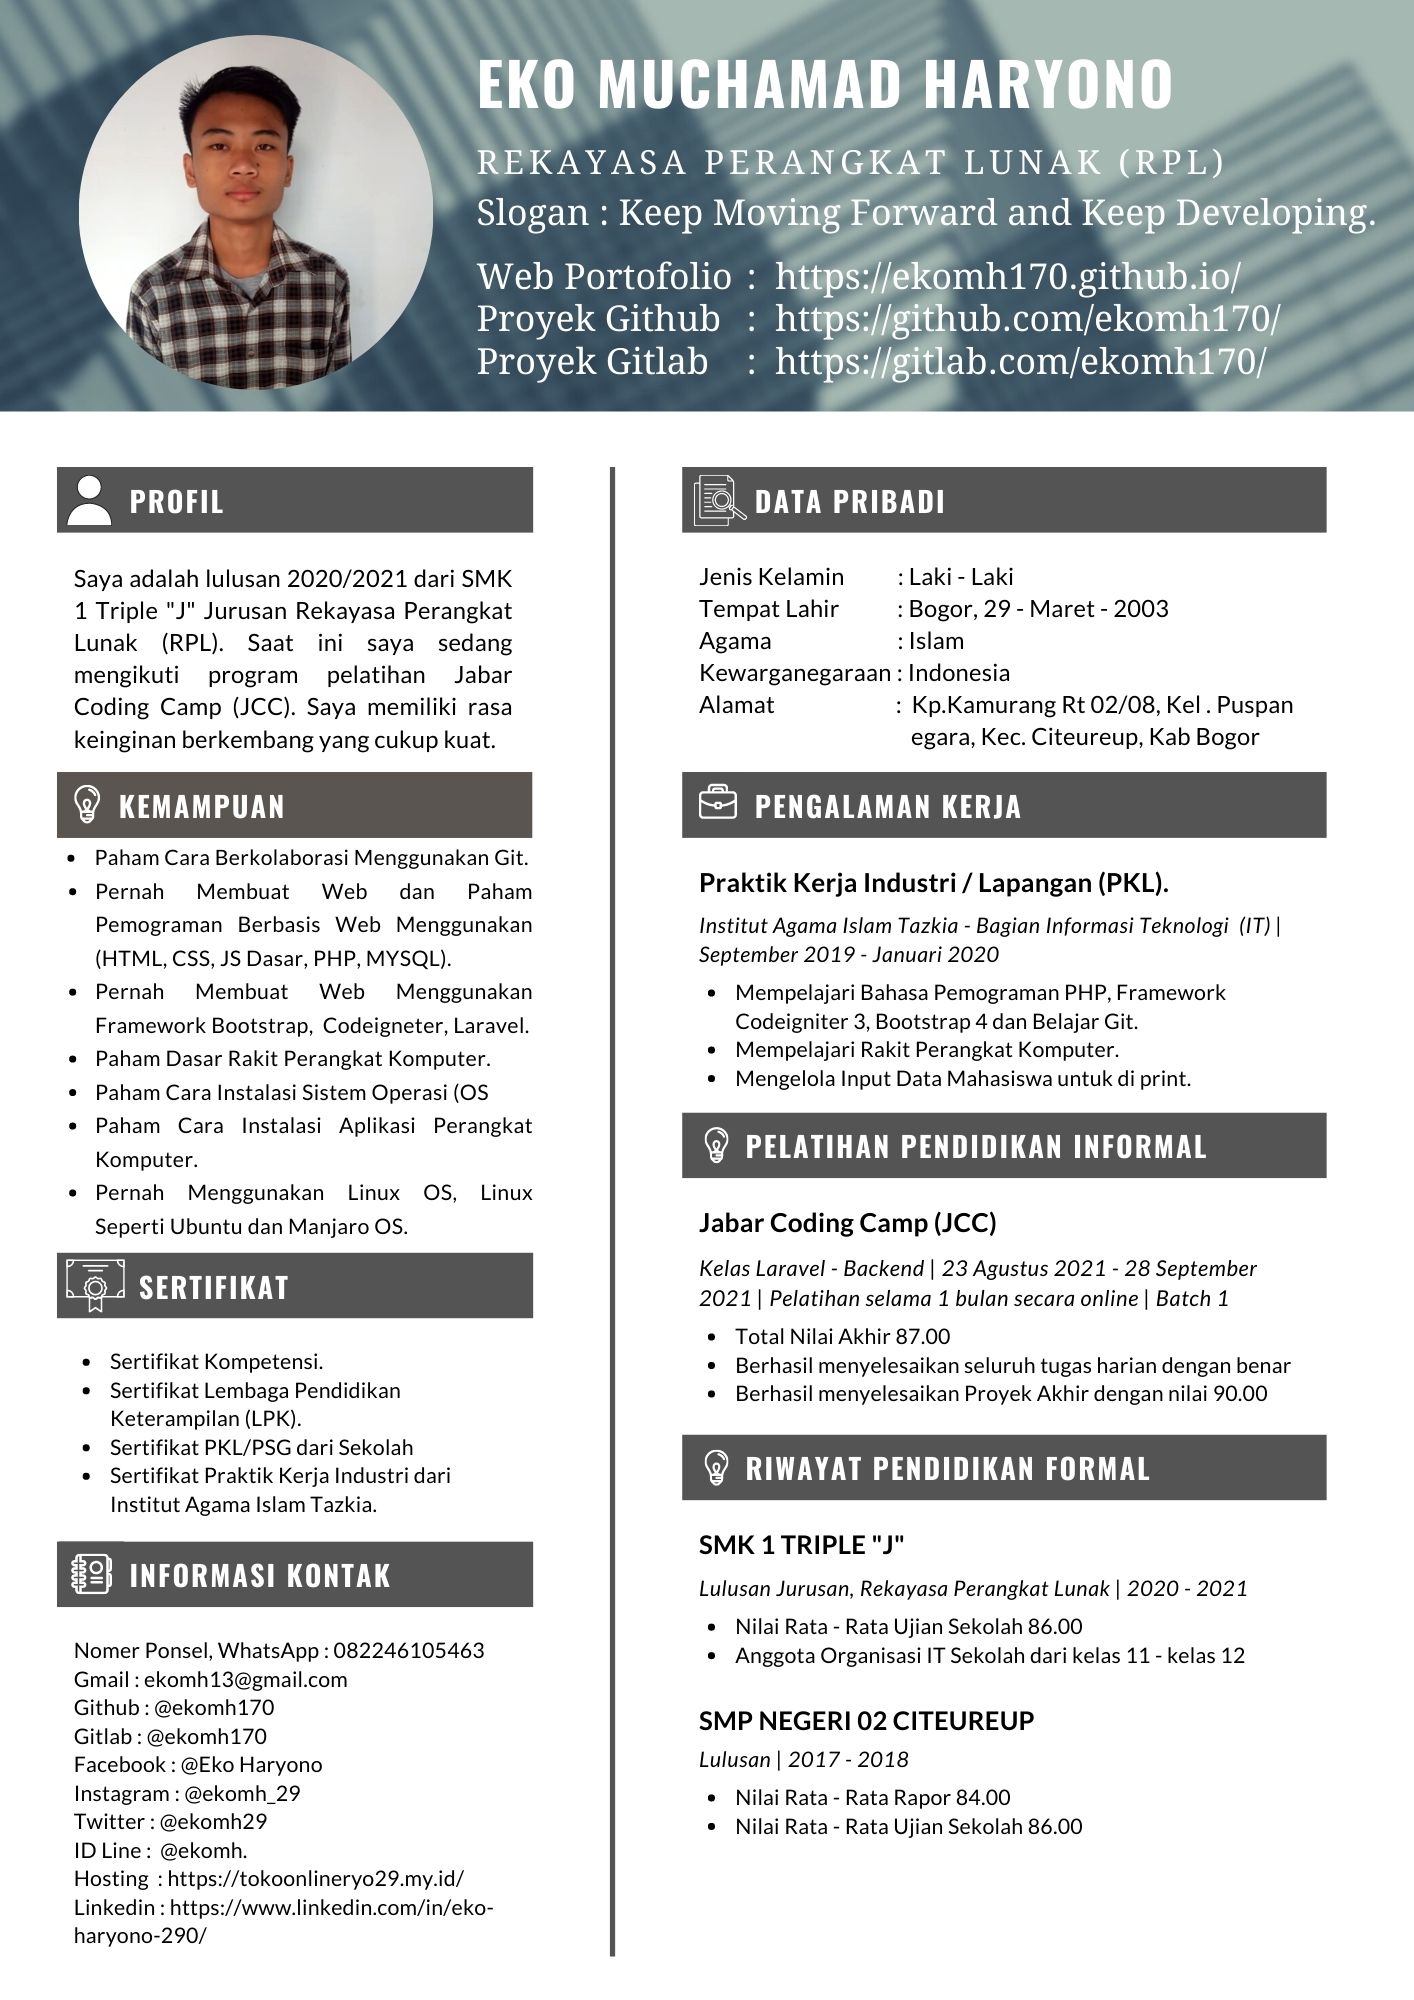 EKO MUCHAMAD HARYONO
REKAYASA PERANGKAT LUNAK (RPL)
Slogan : Keep Moving Forward and Keep Developing.
Web Portofolio : https://ekomh170.github.io/
Proyek Github : https://github.com/ekomh170/
Proyek Gitlab : https://gitlab.com/ekomh170/
PROFIL
Saya adalah lulusan 2020/2021 dari SMK
1 Triple "J" Jurusan Rekayasa Perangkat
Lunak (RPL). Saat ini saya sedang
mengikuti program pelatihan Jabar
Coding Camp (JCC). Saya memiliki rasa
keinginan berkembang yang cukup kuat.
KEMAMPUAN
• Paham Cara Berkolaborasi Menggunakan Git.
• Pernah Membuat Web dan Paham
Pemograman Berbasis Web Menggunakan
(HTML, CSS, JS Dasar, PHP, MYSQL).
• Pernah Membuat Web Menggunakan
Framework Bootstrap, Codeigneter, Laravel.
• Paham Dasar Rakit Perangkat Komputer.
• Paham Cara Instalasi Sistem Operasi (OS
• Paham Cara Instalasi Aplikasi Perangkat
Komputer.
• Pernah Menggunakan Linux OS, Linux
Seperti Ubuntu dan Manjaro OS.
SERTIFIKAT
• Sertifikat Kompetensi.
• Sertifikat Lembaga Pendidikan
Keterampilan (LPK).
• Sertifikat PKL/PSG dari Sekolah
• Sertifikat Praktik Kerja Industri dari
Institut Agama Islam Tazkia.
INFORMASI KONTAK
Nomer Ponsel, WhatsApp : 082246105463
Gmail : ekomh13@gmail.com
Github : @ekomh170
Gitlab : @ekomh170
Facebook : @Eko Haryono
Instagram : @ekomh_29
Twitter : @ekomh29
ID Line : @ekomh.
Hosting : https://tokoonlineryo29.my.id/
Linkedin : https://www.linkedin.com/in/eko-
haryono-290/
DATA PRIBADI
Jenis Kelamin : Laki - Laki
Tempat Lahir : Bogor, 29 - Maret - 2003
Agama : Islam
Kewarganegaraan : Indonesia
Alamat : Kp.Kamurang Rt 02/08, Kel . Puspan
egara, Kec. Citeureup, Kab Bogor
PENGALAMAN KERJA
Praktik Kerja Industri / Lapangan (PKL).
Institut Agama Islam Tazkia - Bagian Informasi Teknologi (IT) |
September 2019 - Januari 2020
• Mempelajari Bahasa Pemograman PHP, Framework
Codeigniter 3, Bootstrap 4 dan Belajar Git.
• Mempelajari Rakit Perangkat Komputer.
• Mengelola Input Data Mahasiswa untuk di print.
PELATIHAN PENDIDIKAN INFORMAL
Jabar Coding Camp (JCC)
Kelas Laravel - Backend | 23 Agustus 2021 - 28 September
2021 | Pelatihan selama 1 bulan secara online | Batch 1
• Total Nilai Akhir 87.00
• Berhasil menyelesaikan seluruh tugas harian dengan benar
• Berhasil menyelesaikan Proyek Akhir dengan nilai 90.00
RIWAYAT PENDIDIKAN FORMAL
SMK 1 TRIPLE "J"
Lulusan Jurusan, Rekayasa Perangkat Lunak | 2020 - 2021
• Nilai Rata - Rata Ujian Sekolah 86.00
• Anggota Organisasi IT Sekolah dari kelas 11 - kelas 12
SMP NEGERI 02 CITEUREUP
Lulusan | 2017 - 2018
• Nilai Rata - Rata Rapor 84.00
• Nilai Rata - Rata Ujian Sekolah 86.00